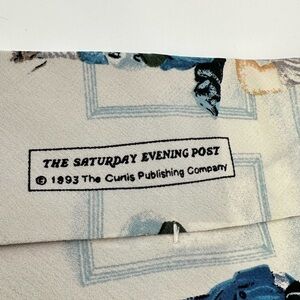 THE SATURDAY EVENING POST
© 1993 The Curtis Publishing Company